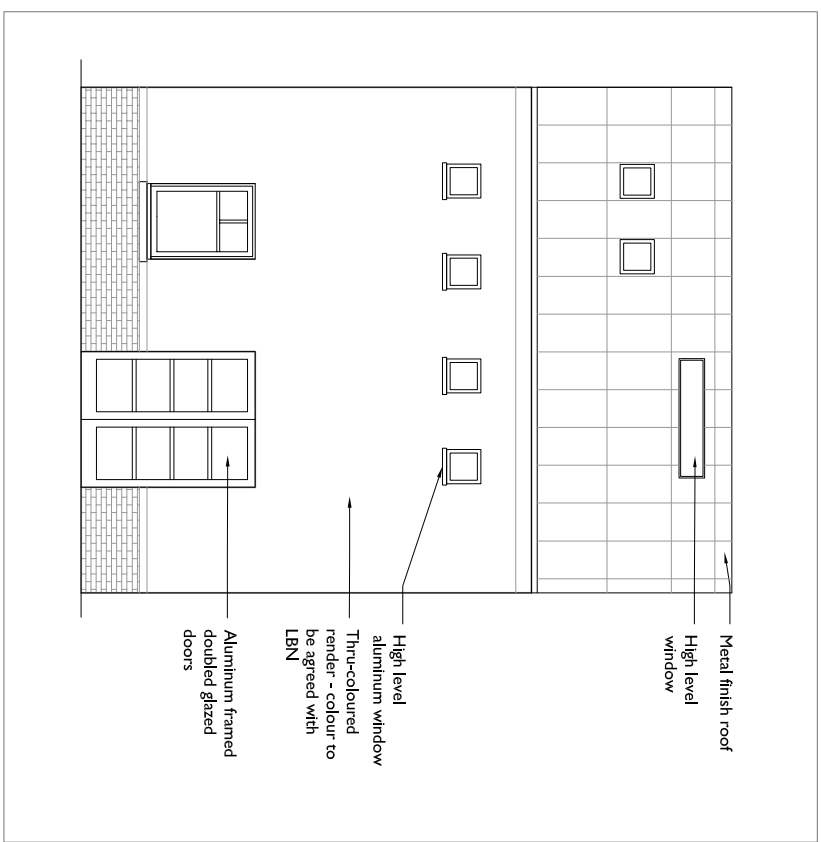 Metal finish roof
High level
window
High level
aluminum window
Thru-coloured
render - colour to
be agreed with
LBN
Aluminum framed
doubled glazed
doors